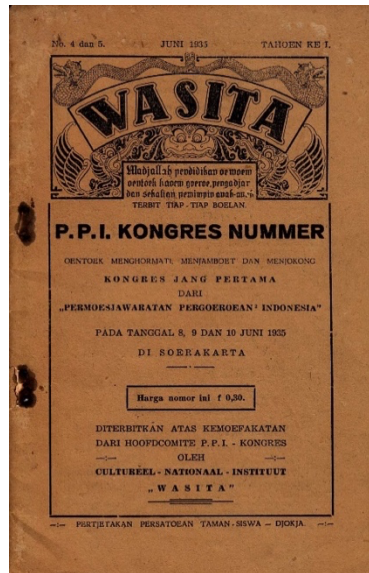 No. 4 dan 5. JUNI 1935 TAHOEN KE I.
WASITA
Madjallah pendidikan oemoem
oentoek kaoem goeroe, pengadjar
dan sekalian pemimpin anak-m.-i.
TERBIT TIAP-TIAP BOELAN.
P.P.I. KONGRES NUMMER
OENTOEK MENGHORMATI, MENJAMBOET DAN MENJOKONG
KONGRES JANG PERTAMA
DARI
„PERMOESJAWARATAN PERGOEROEAN² INDONESIA"
PADA TANGGAL 8, 9 DAN 10 JUNI 1935
DI SOERAKARTA
Harga nomor ini f 0,30.
DITERBITKAN ATAS KEMOEFAKATAN
DARI HOOFDCOMITE P.P.I. - KONGRES
OLEH
CULTUREEL - NATIONAAL - INSTITUUT
„WASITA"
PERTJETAKAN PERSATOEAN TAMAN-SISWA — DJOKJA.